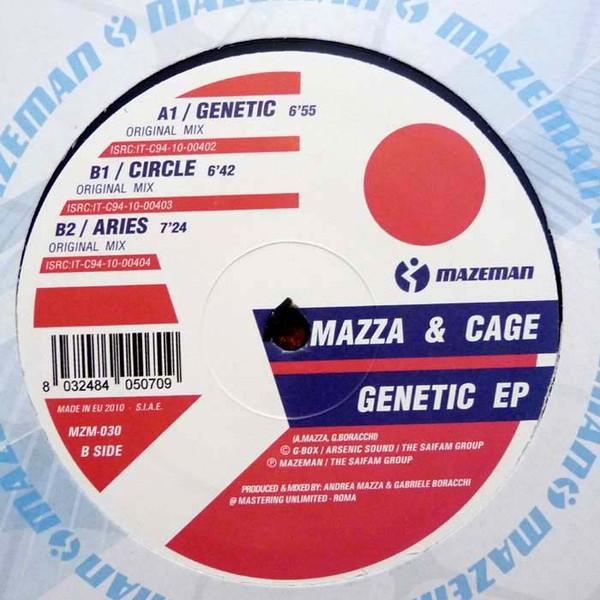 A1 / GENETIC 6'55
ORIGINAL MIX
ISRC:IT-C94-10-00402
B1 / CIRCLE 6'42
ORIGINAL MIX
ISRC:IT-C94-10-00403
B2 / ARIES 7'24
ORIGINAL MIX
ISRC:IT-C94-10-00404
MAZEMAN
MAZZA & CAGE
GENETIC EP
8 032484 050709
MADE IN EU 2010 - S.I.A.E.
MZM-030
B SIDE
(A.MAZZA, G.BORACCHI)
© G-BOX / ARSENIC SOUND / THE SAIFAM GROUP
℗ MAZEMAN / THE SAIFAM GROUP
PRODUCED & MIXED BY: ANDREA MAZZA & GABRIELE BORACCHI
@ MASTERING UNLIMITED - ROMA
MAZEMAN
MAZEMAN
MAZEMAN
MAZEMAN
MAZEMAN
MAZEMAN